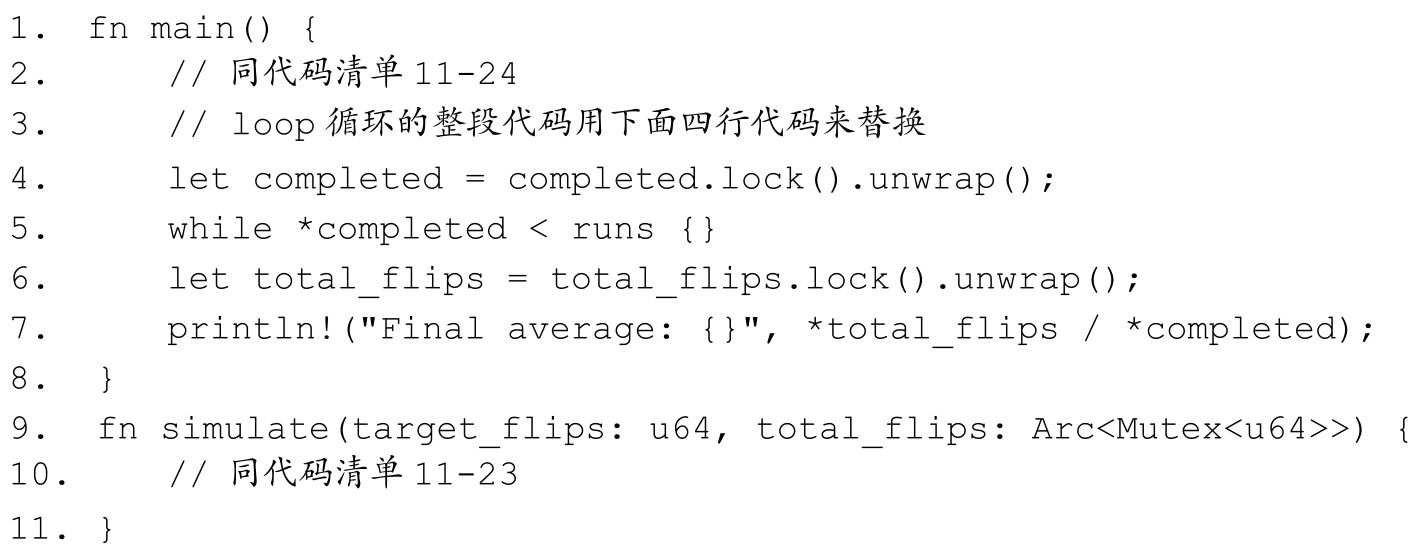 1. fn main() {
2. // 同代码清单 11-24
3. // loop 循环的整段代码用下面四行代码来替换
4. let completed = completed.lock().unwrap();
5. while *completed < runs {}
6. let total_flips = total_flips.lock().unwrap();
7. println!("Final average: {}", *total_flips / *completed);
8. }
9. fn simulate(target_flips: u64, total_flips: Arc<Mutex<u64>>) {
10. // 同代码清单 11-23
11. }